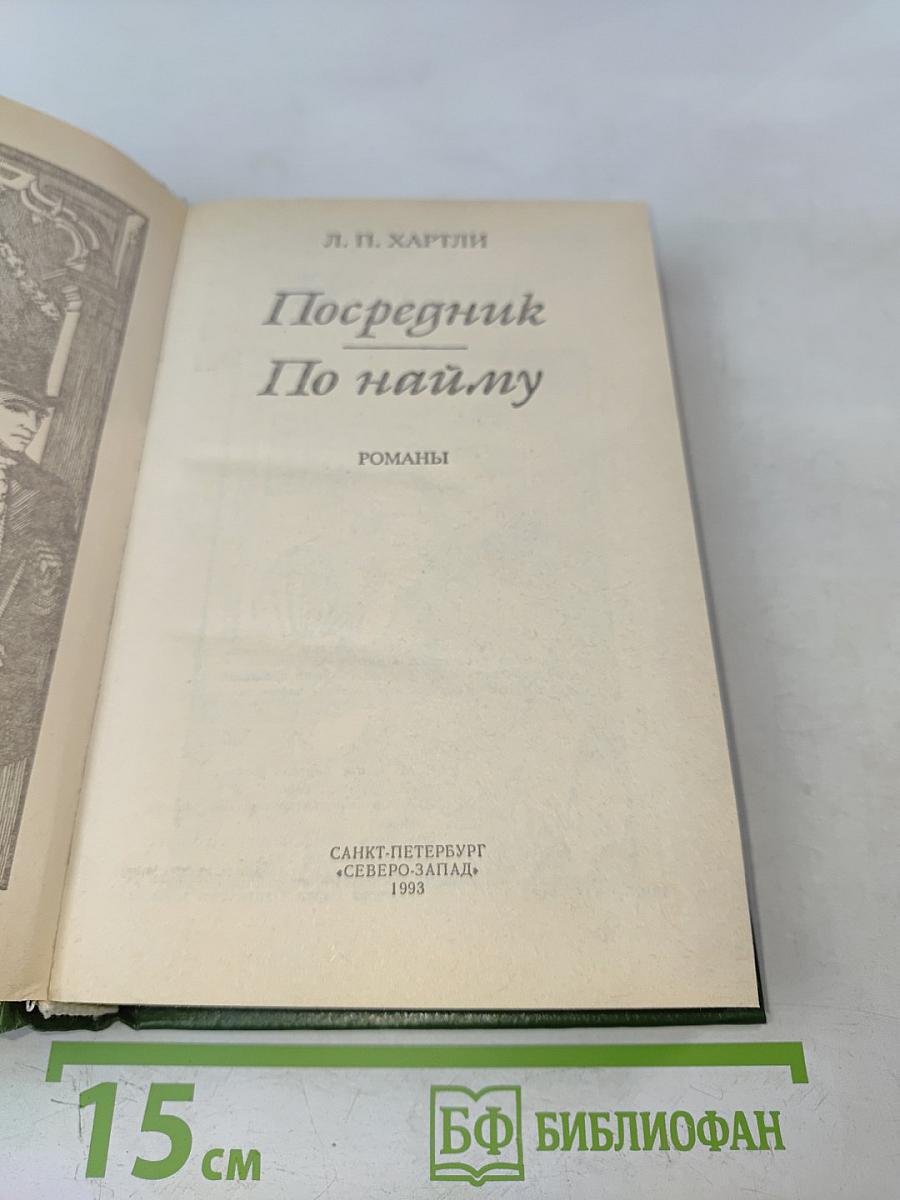 Л. П. ХАРТЛИ
Посредник
По найму
РОМАНЫ
САНКТ-ПЕТЕРБУРГ
«СЕВЕРО-ЗАПАД»
1993
15 см
БФ БИБЛИОФАН